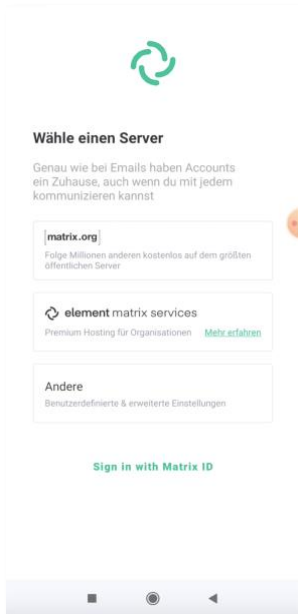 Wähle einen Server
Genau wie bei Emails haben Accounts
ein Zuhause, auch wenn du mit jedem
kommunizieren kannst
[matrix.org]
Folge Millionen anderen kostenlos auf dem größten
öffentlichen Server
element matrix services
Premium Hosting für Organisationen Mehr erfahren
Andere
Benutzerdefinierte & erweiterte Einstellungen
Sign in with Matrix ID